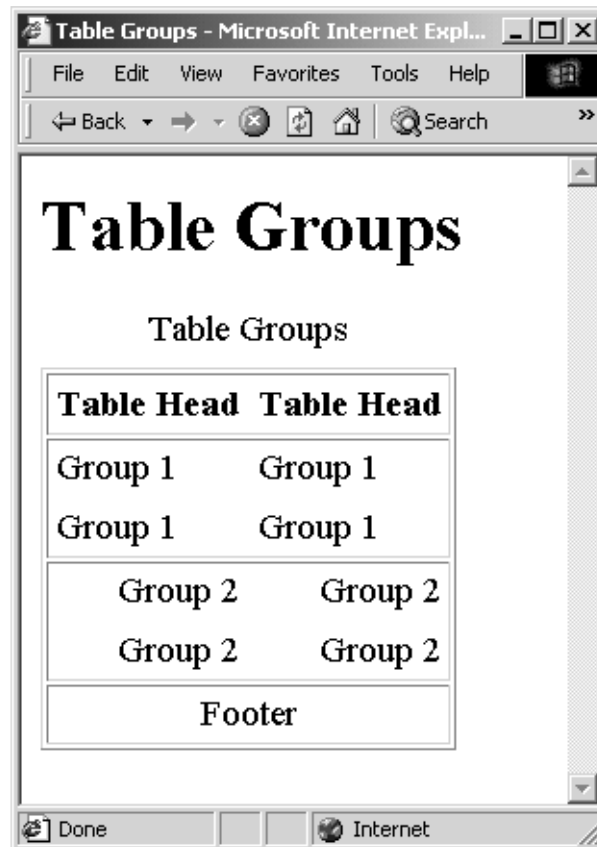 Table Groups - Microsoft Internet Expl...
File Edit View Favorites Tools Help
Back Search »
Table Groups
Table Groups
Table Head Table Head
Group 1 Group 1
Group 1 Group 1
Group 2 Group 2
Group 2 Group 2
Footer
Done Internet